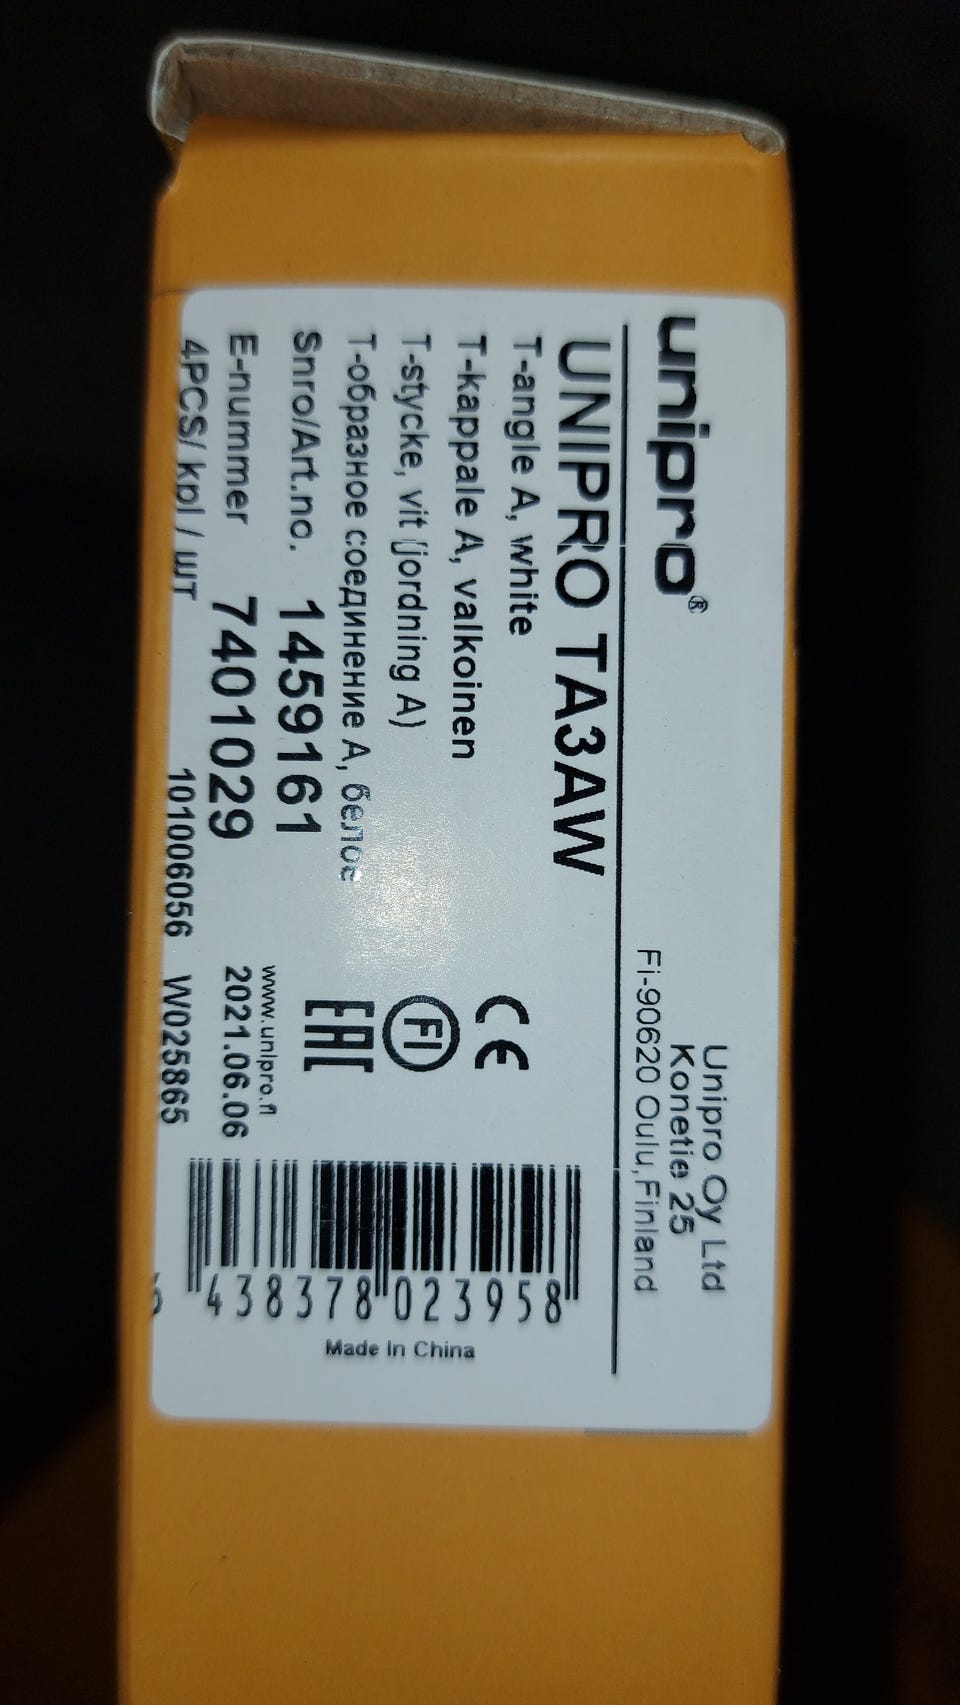 unipro®
Unipro Oy Ltd
Konetie 25
Fi-90620 Oulu, Finland
UNIPRO TA3AW
T-angle A, white
T-kappale A, valkoinen
T-stycke, vit (jordning A)
T-образное соединение A, белое
Snro/Art.no. 1459161
E-nummer 7401029
4PCS/ kpl / шт 101006056 W025865
CE
FI
EAC
www.unipro.fi
2021.06.06
6 438378 023958
Made In China